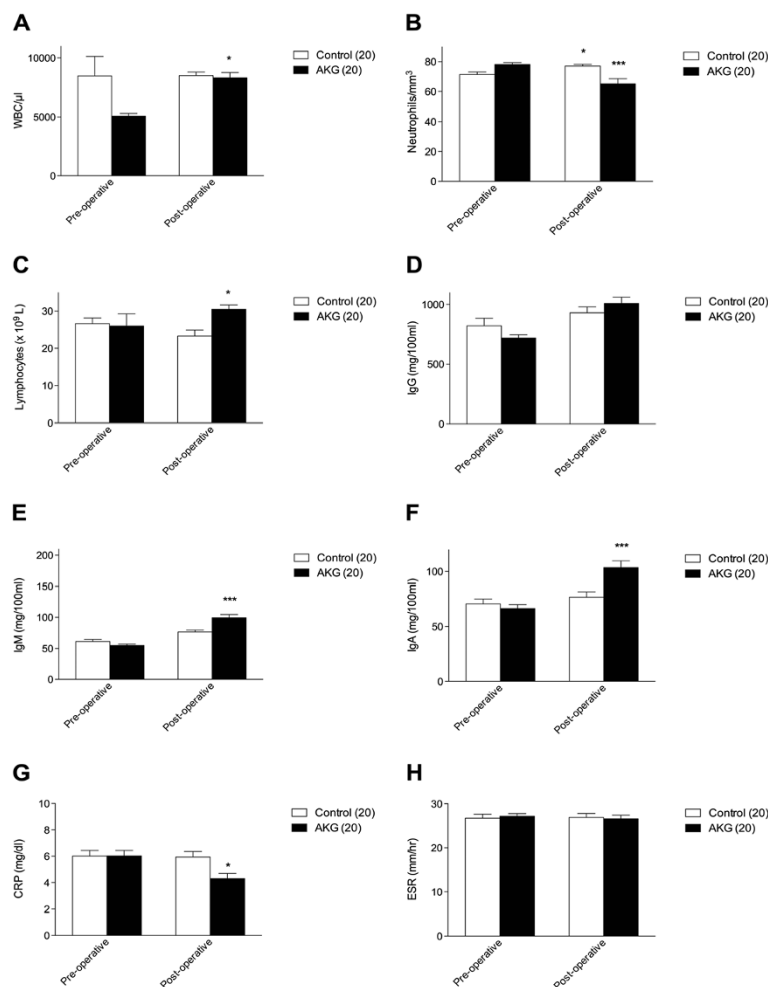 A
WBC/µl
10000
5000
0
Pre-operative
Post-operative
*
Control (20)
AKG (20)
B
Neutrophils/mm³
80
60
40
20
0
Pre-operative
Post-operative
*
***
Control (20)
AKG (20)
C
Lymphocytes (x 10⁹ L)
30
20
10
0
Pre-operative
Post-operative
*
Control (20)
AKG (20)
D
IgG (mg/100ml)
1000
500
0
Pre-operative
Post-operative
Control (20)
AKG (20)
E
IgM (mg/100ml)
200
150
100
50
0
Pre-operative
Post-operative
***
Control (20)
AKG (20)
F
IgA (mg/100ml)
100
50
0
Pre-operative
Post-operative
***
Control (20)
AKG (20)
G
CRP (mg/dl)
10
8
6
4
2
0
Pre-operative
Post-operative
*
Control (20)
AKG (20)
H
ESR (mm/hr)
30
20
10
0
Pre-operative
Post-operative
Control (20)
AKG (20)